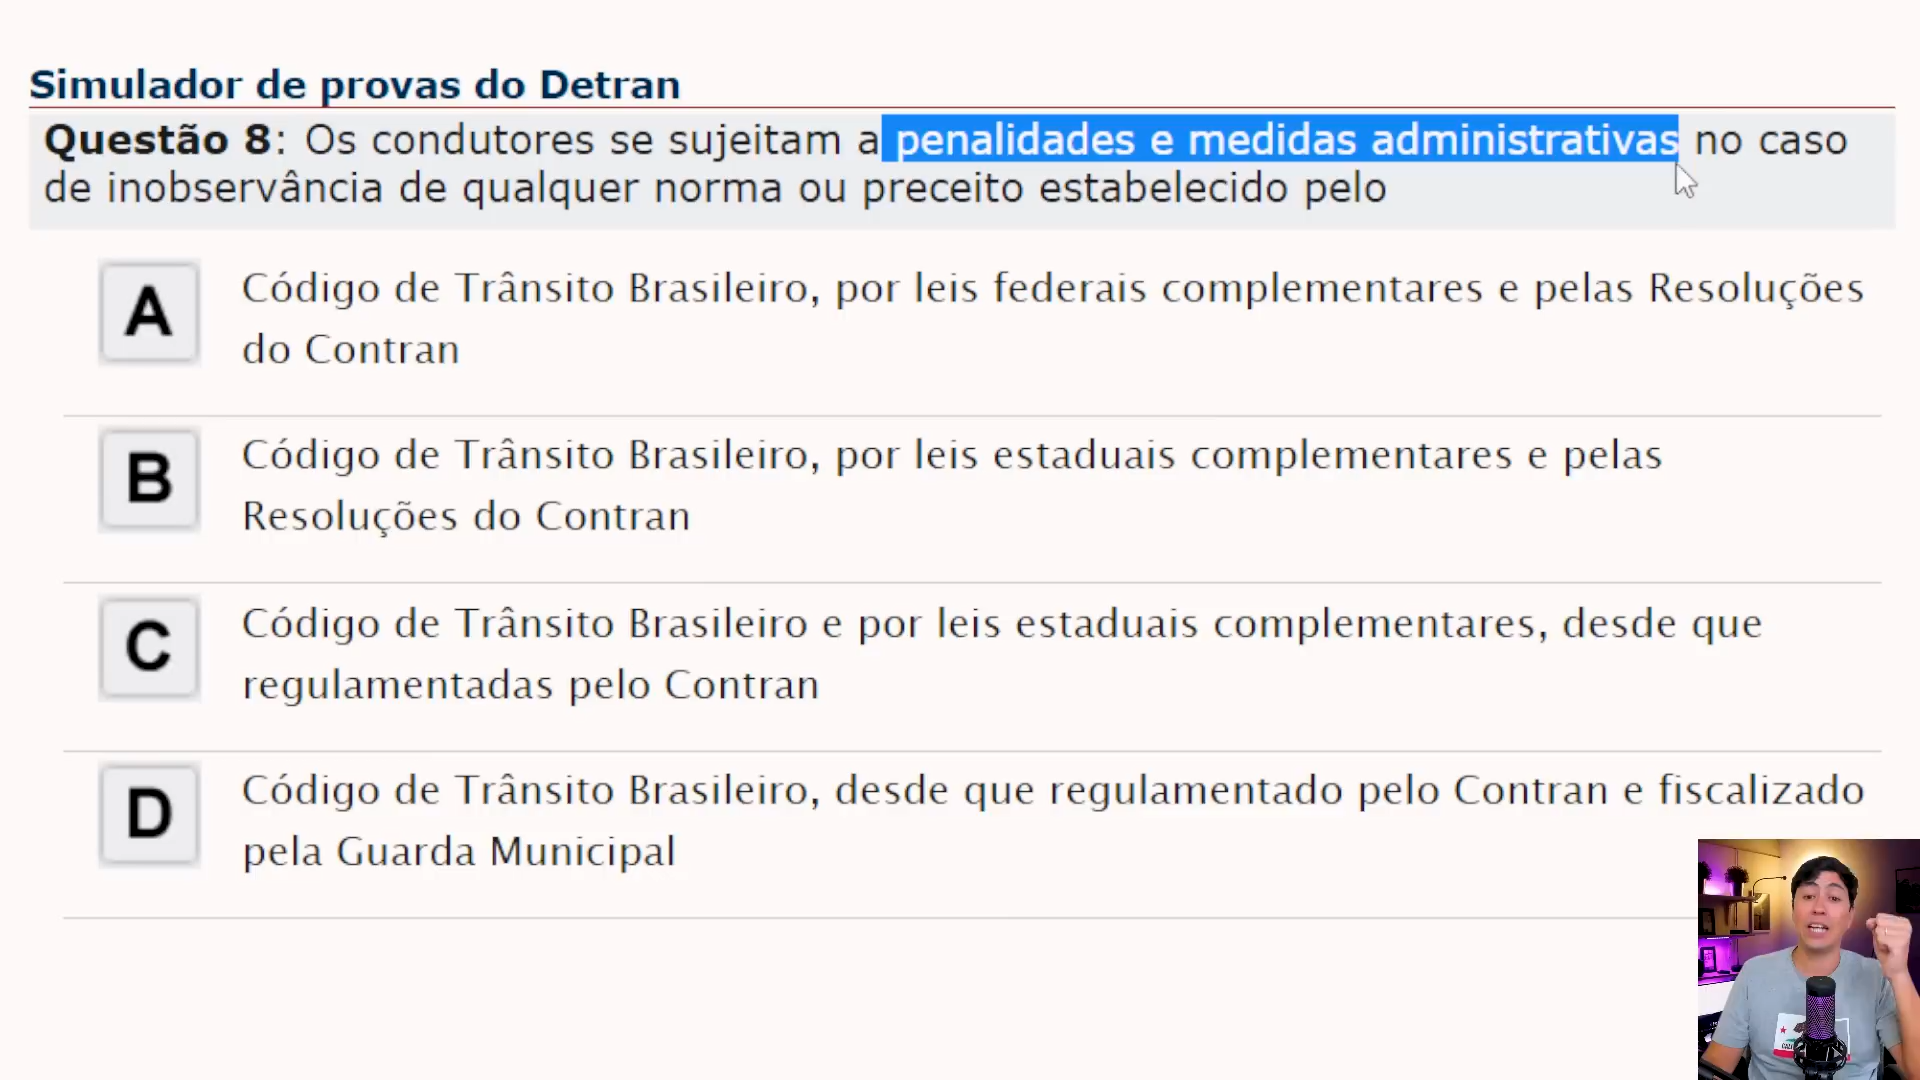 Simulador de provas do Detran
Questão 8: Os condutores se sujeitam a penalidades e medidas administrativas no caso
de inobservância de qualquer norma ou preceito estabelecido pelo
A
Código de Trânsito Brasileiro, por leis federais complementares e pelas Resoluções
do Contran
B
Código de Trânsito Brasileiro, por leis estaduais complementares e pelas
Resoluções do Contran
C
Código de Trânsito Brasileiro e por leis estaduais complementares, desde que
regulamentadas pelo Contran
D
Código de Trânsito Brasileiro, desde que regulamentado pelo Contran e fiscalizado
pela Guarda Municipal